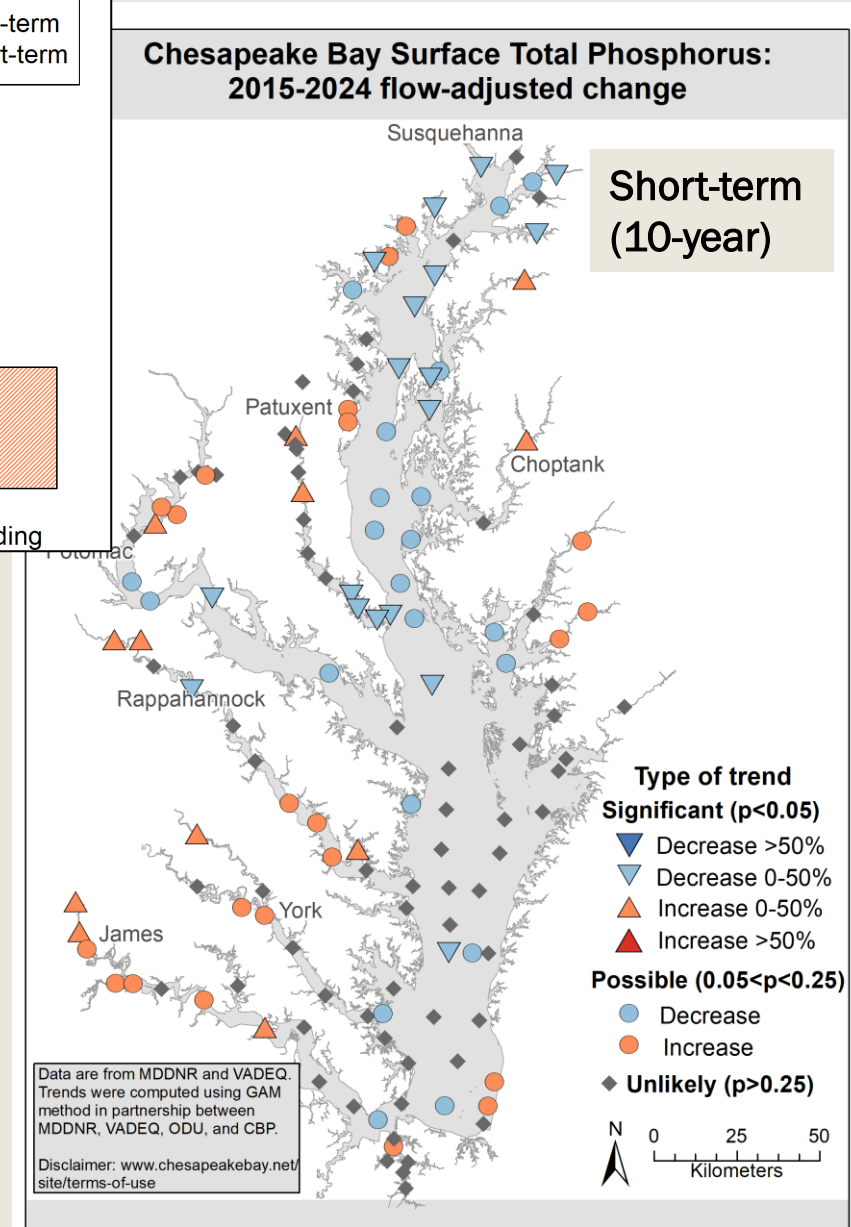 -term
t-term
ding
Chesapeake Bay Surface Total Phosphorus:
2015-2024 flow-adjusted change
Short-term
(10-year)
Susquehanna
Patuxent
Choptank
Potomac
Rappahannock
York
James
Type of trend
Significant (p<0.05)
Decrease >50%
Decrease 0-50%
Increase 0-50%
Increase >50%
Possible (0.05<p<0.25)
Decrease
Increase
Unlikely (p>0.25)
N
0 25 50
Kilometers
Data are from MDDNR and VADEQ.
Trends were computed using GAM
method in partnership between
MDDNR, VADEQ, ODU, and CBP.
Disclaimer: www.chesapeakebay.net/
site/terms-of-use